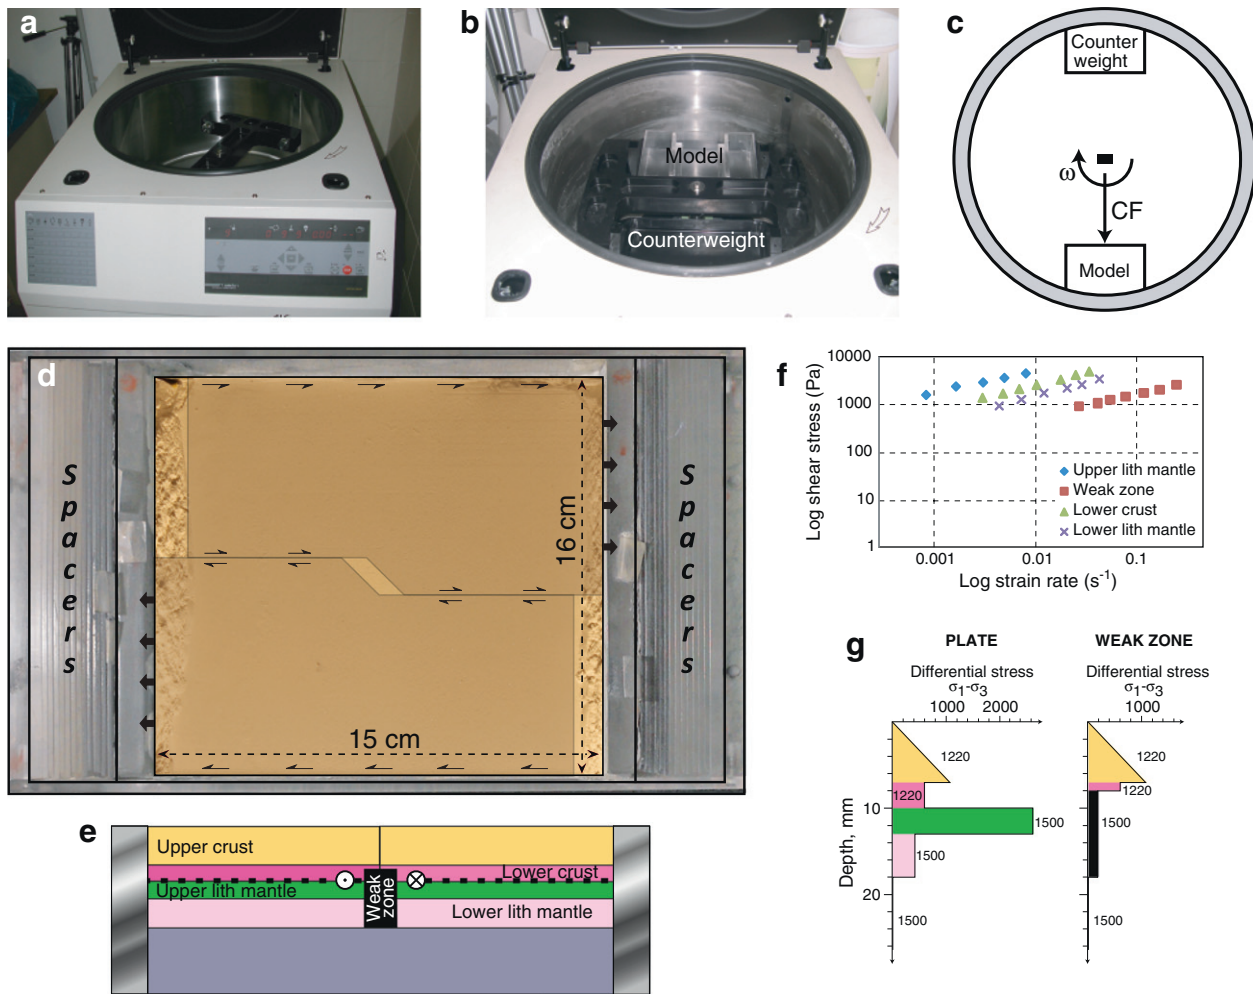 a
b
Model
Counterweight
c
Counter
weight
ω
CF
Model
d
Spacers
16 cm
15 cm
Spacers
e
Upper crust
Lower crust
Upper lith mantle
Weak
zone
Lower lith mantle
f
Log shear stress (Pa)
10000
1000
100
10
1
Upper lith mantle
Weak zone
Lower crust
Lower lith mantle
0.001
0.01
0.1
Log strain rate (s⁻¹)
g
PLATE
Differential stress
σ₁-σ₃
1000
2000
Depth, mm
10
20
1220
1220
1500
1500
1500
WEAK ZONE
Differential stress
σ₁-σ₃
1000
1220
1220
1500
1500